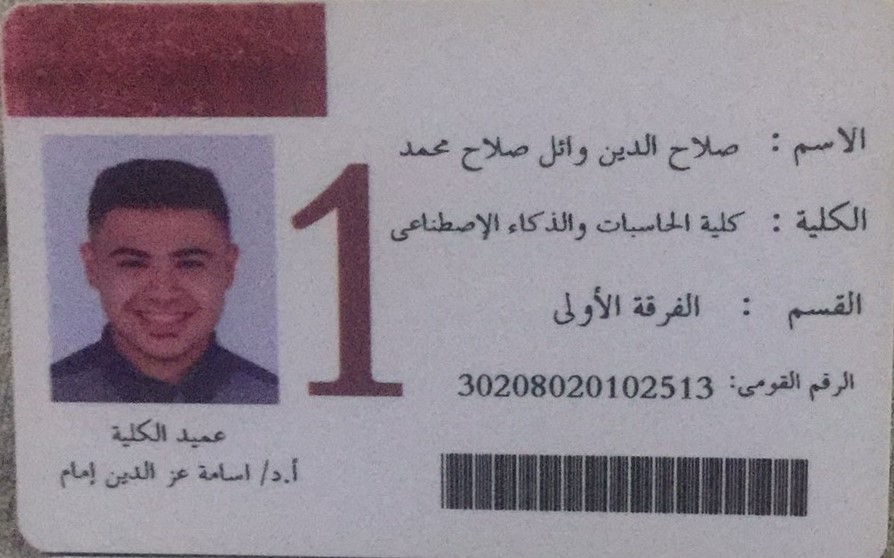 الاسم : صلاح الدين وائل صلاح محمد
الكلية : كلية الحاسبات والذكاء الإصطناعى
القسم : الفرقة الأولى
الرقم القومى: 30208020102513
1
عميد الكلية
أ.د/ اسامة عز الدين إمام